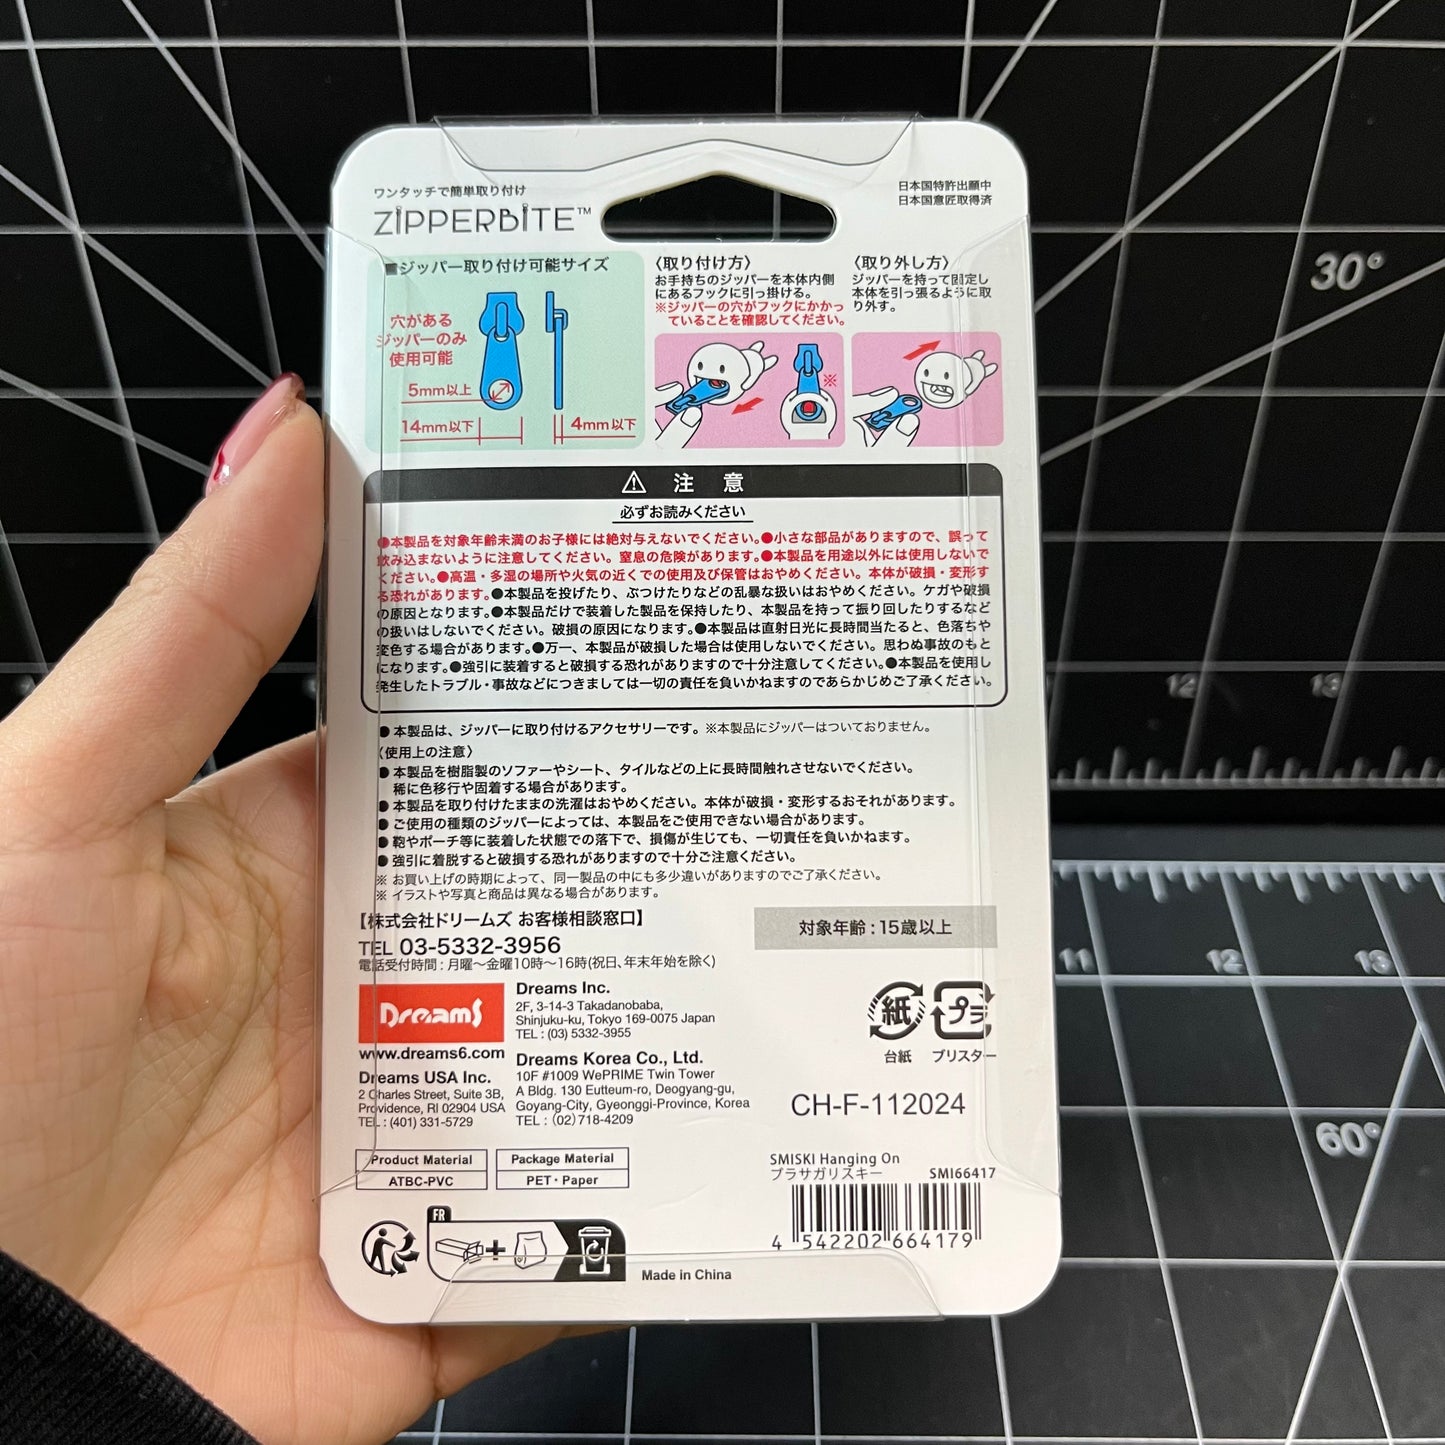 ワンタッチで簡単取り付け
ZIPPERBITE™
日本国特許出願中
日本国意匠取得済
■ジッパー取り付け可能サイズ
穴がある
ジッパーのみ
使用可能
5mm以上
14mm以下
4mm以下
〈取り付け方〉
お手持ちのジッパーを本体内側
にあるフックに引っ掛ける。
※ジッパーの穴がフックにかかっ
ていることを確認してください。
※
〈取り外し方〉
ジッパーを持って固定し
本体を引っ張るように取
り外す。
⚠ 注意
必ずお読みください
●本製品を対象年齢未満のお子様には絶対与えないでください。●小さな部品がありますので、誤って
飲み込まないように注意してください。窒息の危険があります。●本製品を用途以外には使用しないで
ください。●高温・多湿の場所や火気の近くでの使用及び保管はおやめください。本体が破損・変形す
る恐れがあります。●本製品を投げたり、ぶつけたりなどの乱暴な扱いはおやめください。ケガや破損
の原因となります。●本製品だけで装着した製品を保持したり、本製品を持って振り回したりするなど
の扱いはしないでください。破損の原因になります。●本製品は直射日光に長時間当たると、色落ちや
変色する場合があります。●万一、本製品が破損した場合は使用しないでください。思わぬ事故のもと
になります。●強引に装着すると破損する恐れがありますので十分注意してください。●本製品を使用し
発生したトラブル・事故などにつきましては一切の責任を負いかねますのであらかじめご了承ください。
● 本製品は、ジッパーに取り付けるアクセサリーです。※本製品にジッパーはついておりません。
〈使用上の注意〉
● 本製品を樹脂製のソファーやシート、タイルなどの上に長時間触れさせないでください。
稀に色移行や固着する場合があります。
● 本製品を取り付けたままの洗濯はおやめください。本体が破損・変形するおそれがあります。
● ご使用の種類のジッパーによっては、本製品をご使用できない場合があります。
● 鞄やポーチ等に装着した状態での落下で、損傷が生じても、一切責任を負いかねます。
● 強引に着脱すると破損する恐れがありますので十分ご注意ください。
※ お買い上げの時期によって、同一製品の中にも多少違いがありますのでご了承ください。
※ イラストや写真と商品は異なる場合があります。
【株式会社ドリームズ お客様相談窓口】
TEL 03-5332-3956
電話受付時間：月曜～金曜10時～16時(祝日、年末年始を除く)
対象年齢：15歳以上
Dreams
www.dreams6.com
Dreams Inc.
2F, 3-14-3 Takadanobaba,
Shinjuku-ku, Tokyo 169-0075 Japan
TEL : (03) 5332-3955
Dreams USA Inc.
2 Charles Street, Suite 3B,
Providence, RI 02904 USA
TEL : (401) 331-5729
Dreams Korea Co., Ltd.
10F #1009 WePRIME Twin Tower
A Bldg. 130 Eutteum-ro, Deogyang-gu,
Goyang-City, Gyeonggi-Province, Korea
TEL : (02) 718-4209
紙
台紙
プラ
ブリスター
CH-F-112024
Product Material
ATBC-PVC
Package Material
PET・Paper
SMISKI Hanging On
プラサガリスキー
SMI66417
4 542202 664179
FR
Made in China
30°
12
13
11
12
13
60°